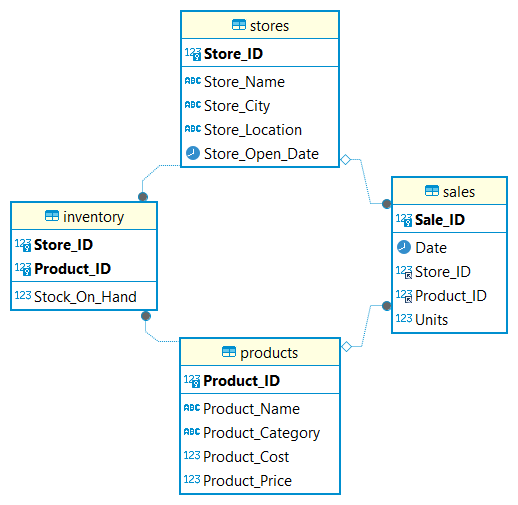 stores
123 Store_ID
ABC Store_Name
ABC Store_City
ABC Store_Location
Store_Open_Date
inventory
123 Store_ID
123 Product_ID
123 Stock_On_Hand
sales
123 Sale_ID
Date
123 Store_ID
123 Product_ID
123 Units
products
123 Product_ID
ABC Product_Name
ABC Product_Category
123 Product_Cost
123 Product_Price